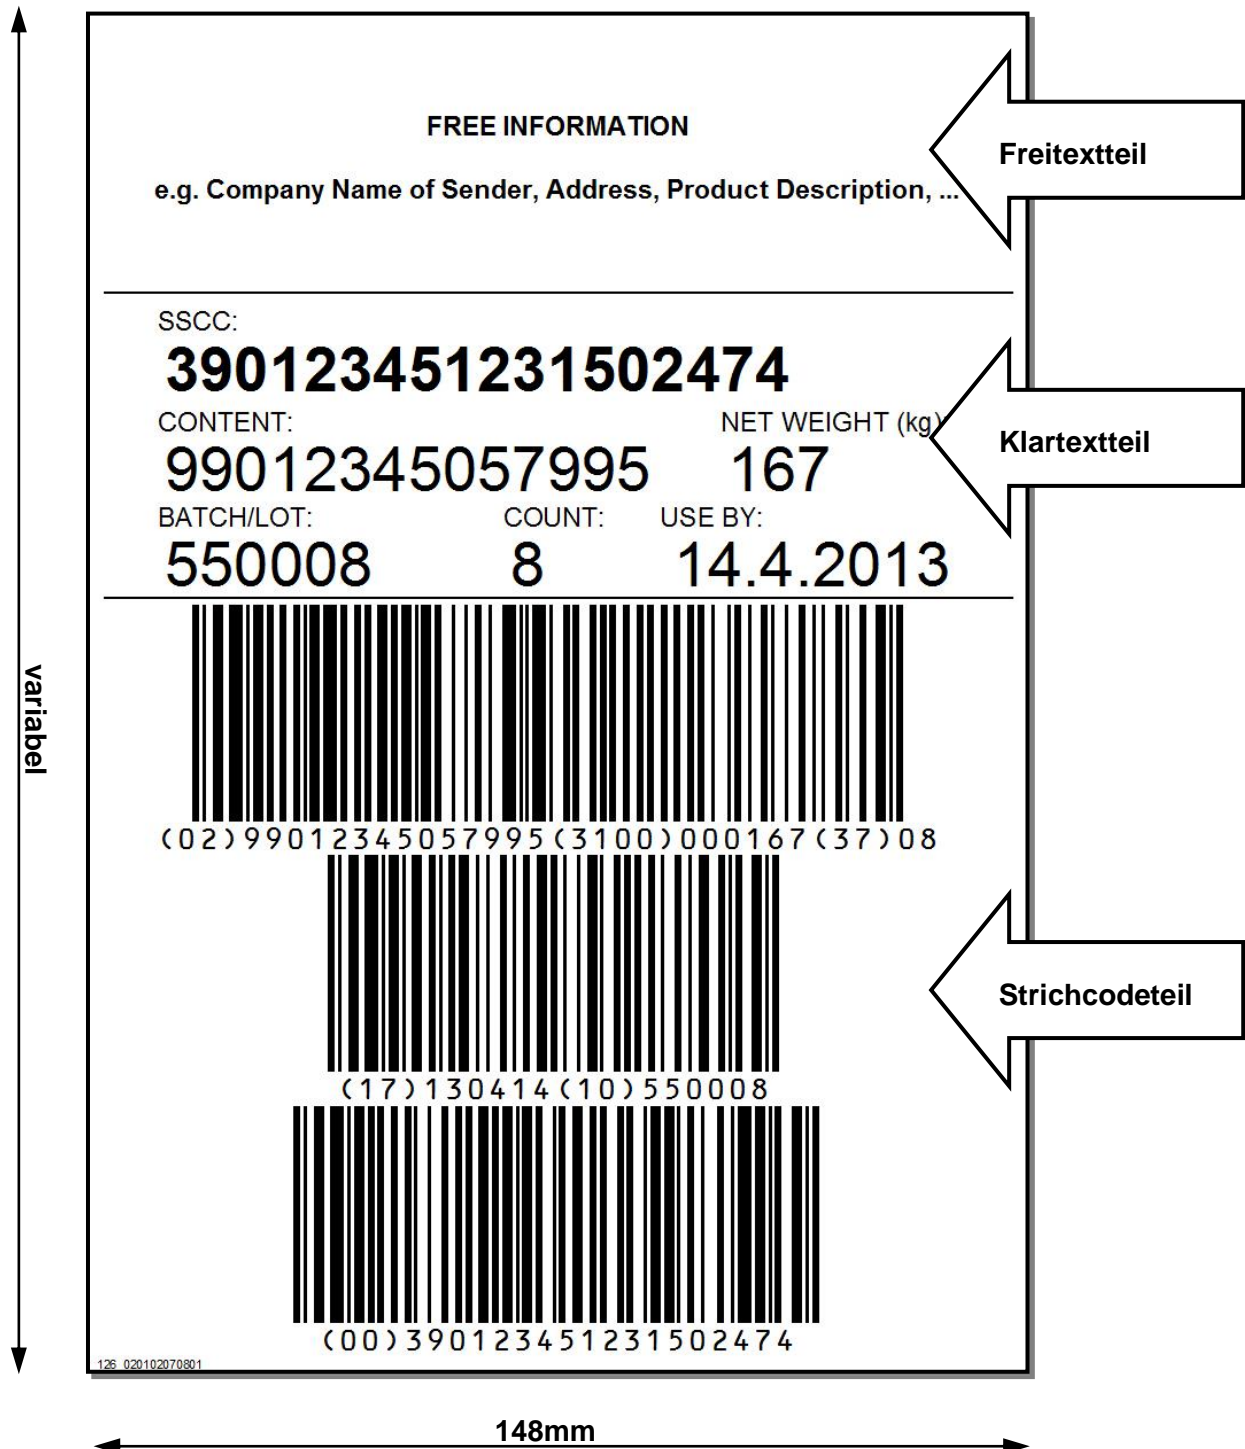 FREE INFORMATION
Freitextteil
e.g. Company Name of Sender, Address, Product Description, ...
SSCC:
390123451231502474
CONTENT: NET WEIGHT (kg):
99012345057995 167
Klartextteil
BATCH/LOT: COUNT: USE BY:
550008 8 14.4.2013
variabel
(02)99012345057995(3100)000167(37)08
Strichcodeteil
(17)130414(10)550008
(00)390123451231502474
126 020102070801
148mm